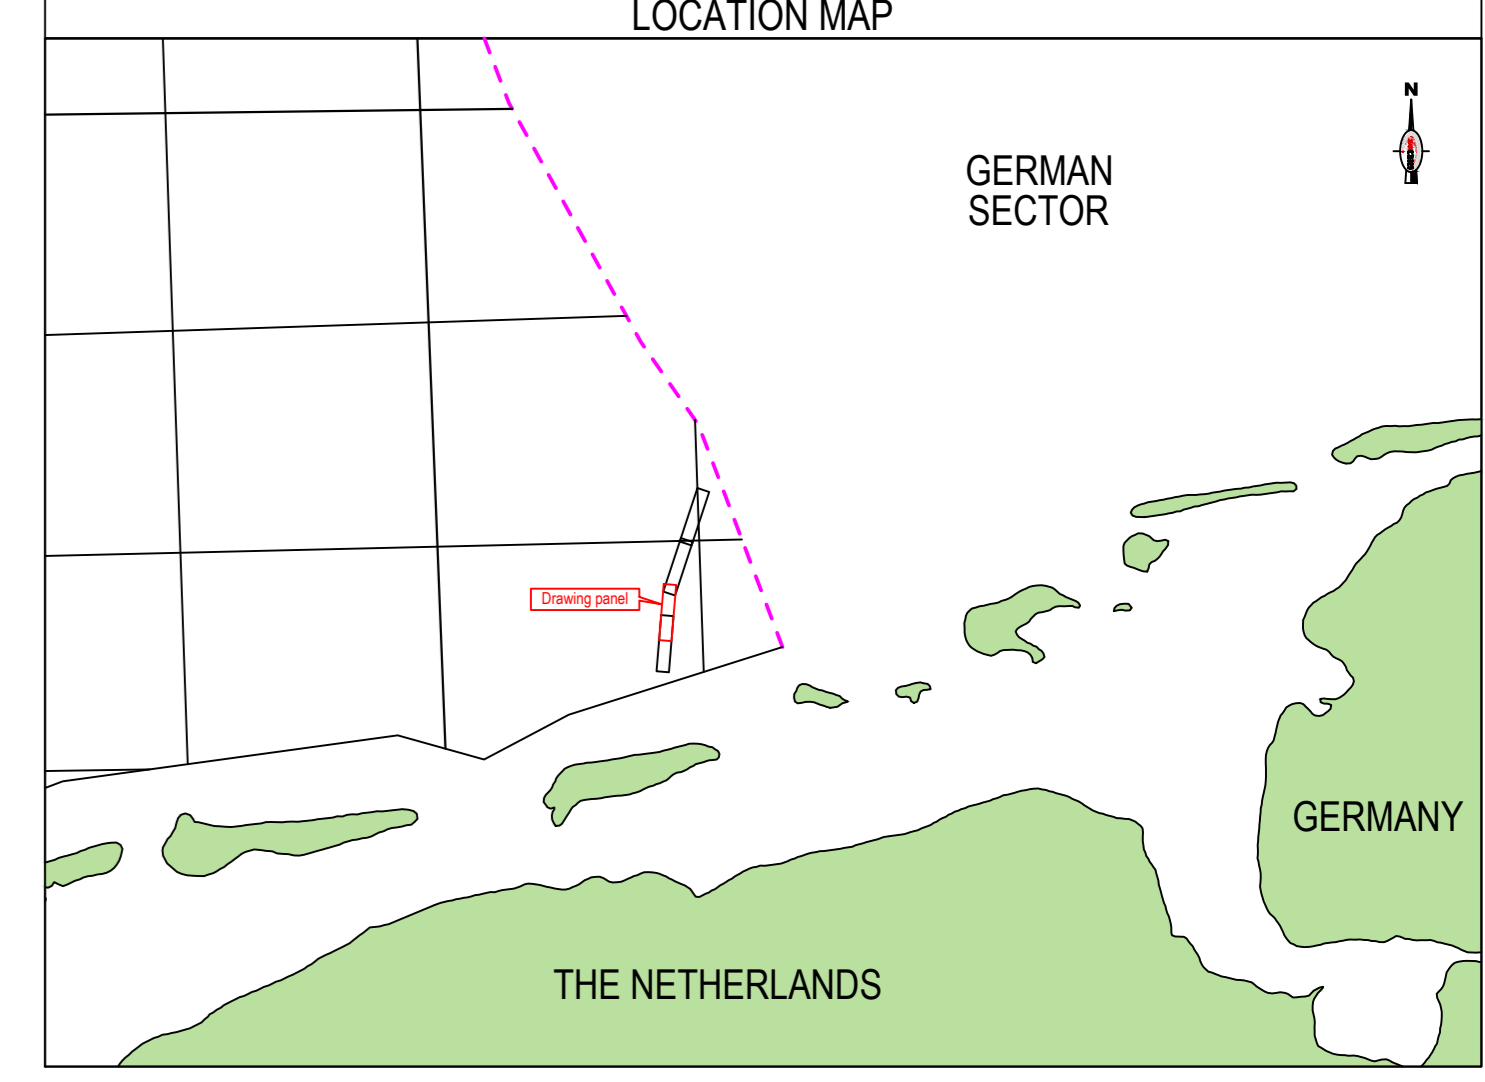 LOCATION MAP
N
GERMAN
SECTOR
Drawing panel
GERMANY
THE NETHERLANDS